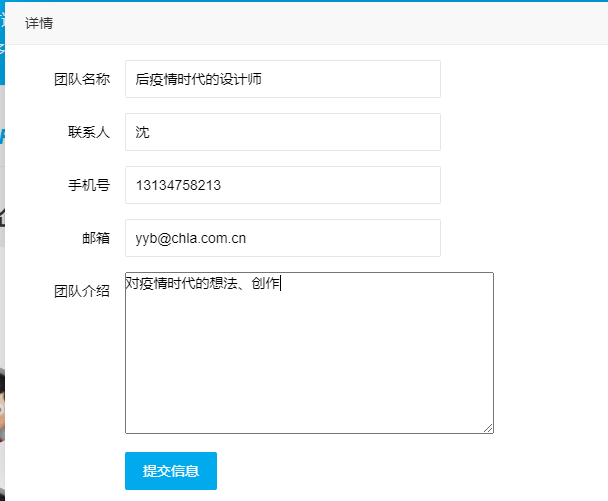 详情
团队名称 后疫情时代的设计师
联系人 沈
手机号 13134758213
邮箱 yyb@chla.com.cn
团队介绍 对疫情时代的想法、创作
提交信息